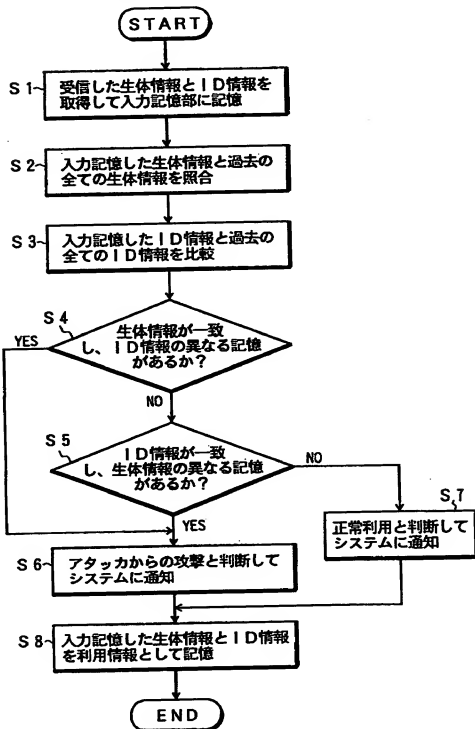 START
S1
受信した生体情報とID情報を
取得して入力記憶部に記憶
S2
入力記憶した生体情報と過去の
全ての生体情報を照合
S3
入力記憶したID情報と過去の
全てのID情報を比較
S4
YES
生体情報が一致
し、ID情報の異なる記憶
があるか?
NO
S5
ID情報が一致
し、生体情報の異なる記憶
があるか?
NO
YES
S7
正常利用と判断して
システムに通知
S6
アタッカからの攻撃と判断して
システムに通知
S8
入力記憶した生体情報とID情報
を利用情報として記憶
END